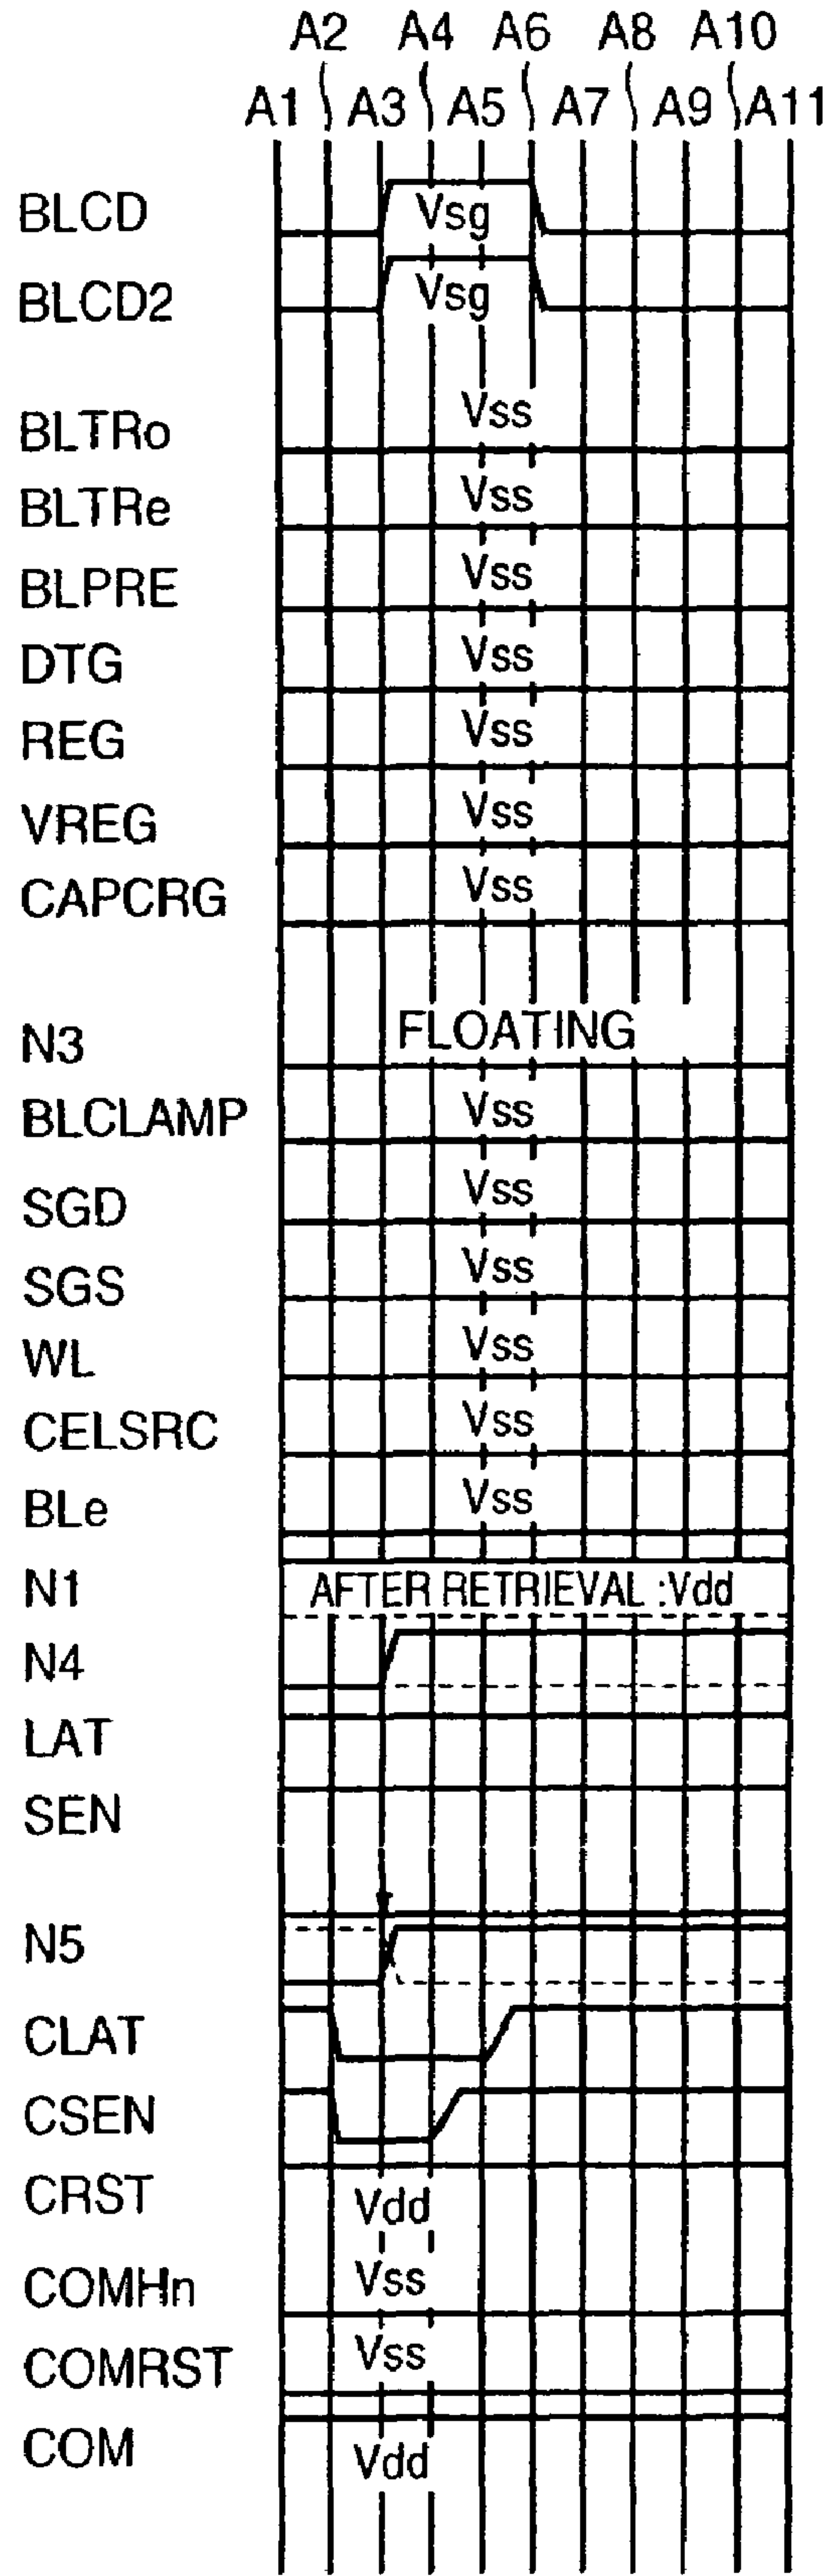 A2 A4 A6 A8 A10
A1 A3 A5 A7 A9 A11
BLCD Vsg
BLCD2 Vsg
BLTRo Vss
BLTRe Vss
BLPRE Vss
DTG Vss
REG Vss
VREG Vss
CAPCRG Vss
N3 FLOATING
BLCLAMP Vss
SGD Vss
SGS Vss
WL Vss
CELSRC Vss
BLe Vss
N1 AFTER RETRIEVAL :Vdd
N4
LAT
SEN
N5
CLAT
CSEN
CRST Vdd
COMHn Vss
COMRST Vss
COM Vdd